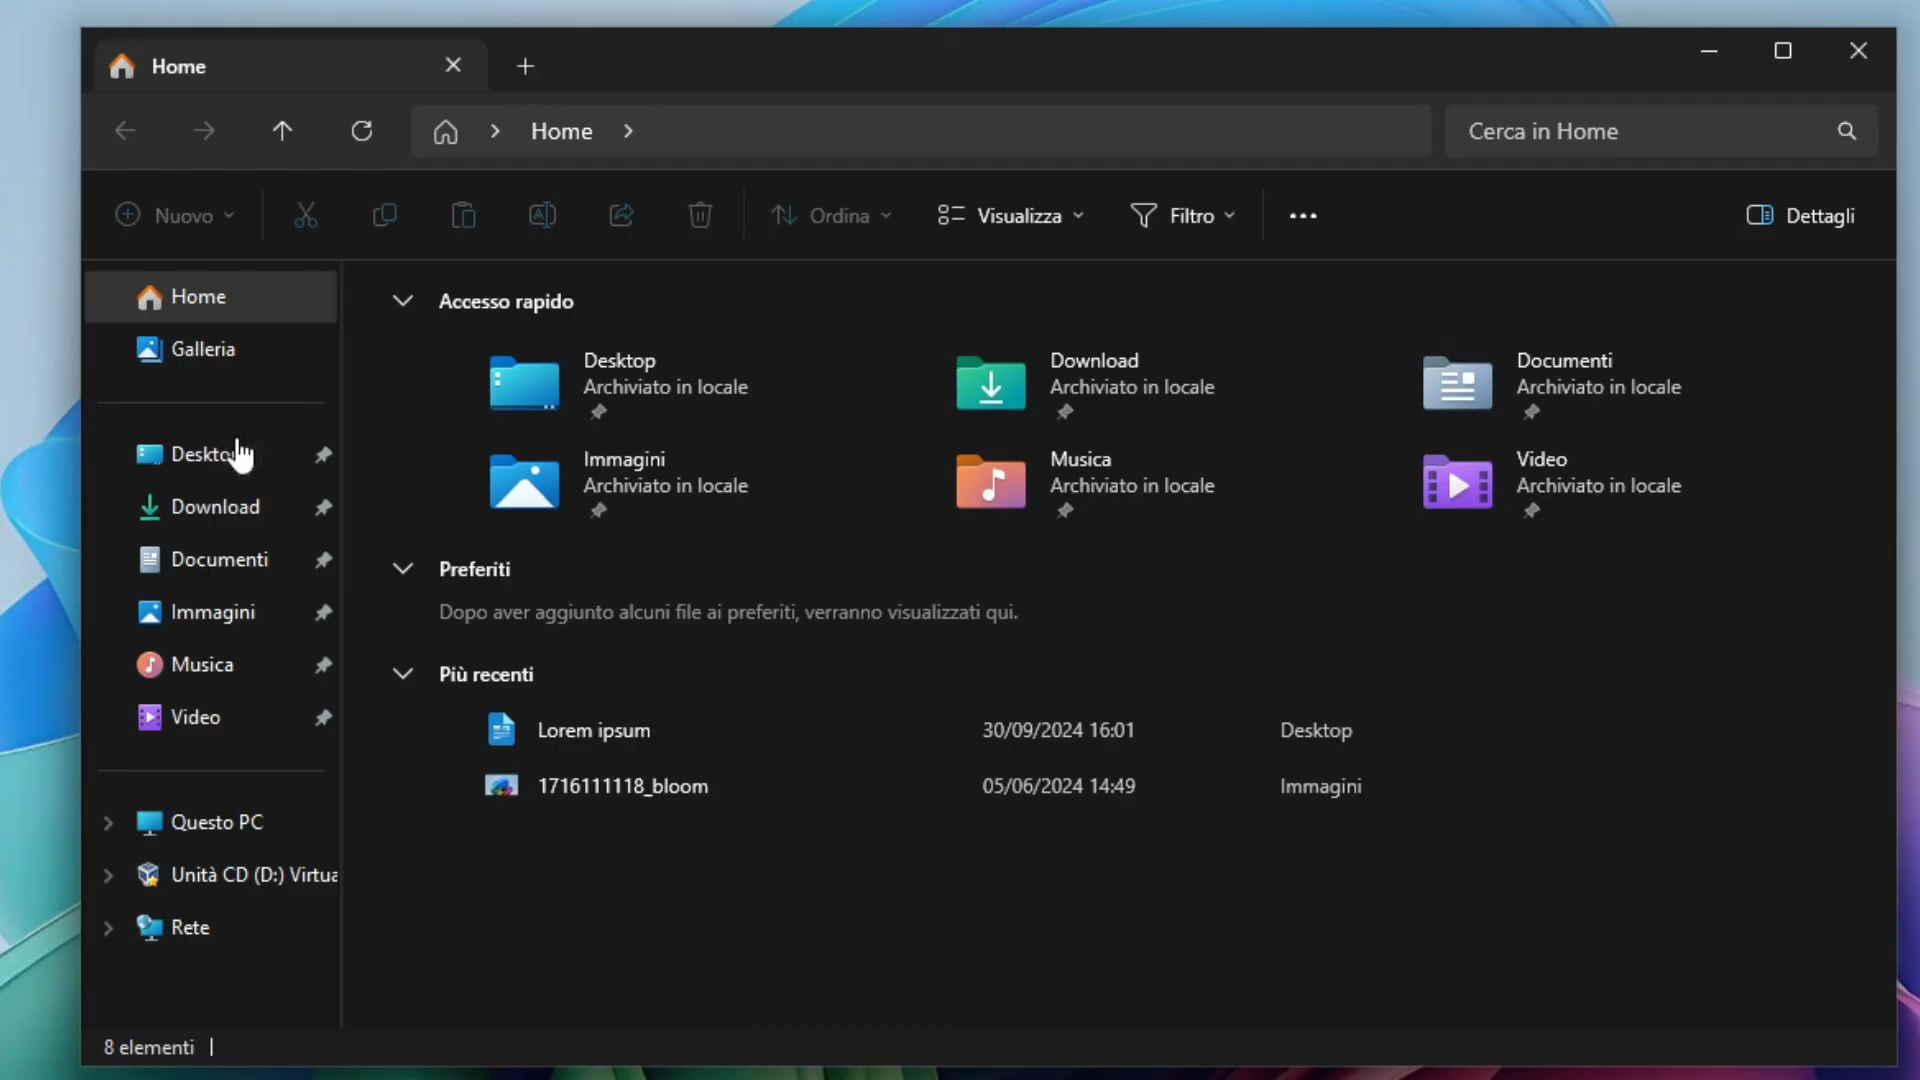 Home
Home
Cerca in Home
Nuovo
Ordina
Visualizza
Filtro
Dettagli
Home
Galleria
Desktop
Download
Documenti
Immagini
Musica
Video
Questo PC
Unità CD (D:) Virtua
Rete
Accesso rapido
Desktop
Archiviato in locale
Download
Archiviato in locale
Documenti
Archiviato in locale
Immagini
Archiviato in locale
Musica
Archiviato in locale
Video
Archiviato in locale
Preferiti
Dopo aver aggiunto alcuni file ai preferiti, verranno visualizzati qui.
Più recenti
Lorem ipsum 30/09/2024 16:01 Desktop
1716111118_bloom 05/06/2024 14:49 Immagini
8 elementi